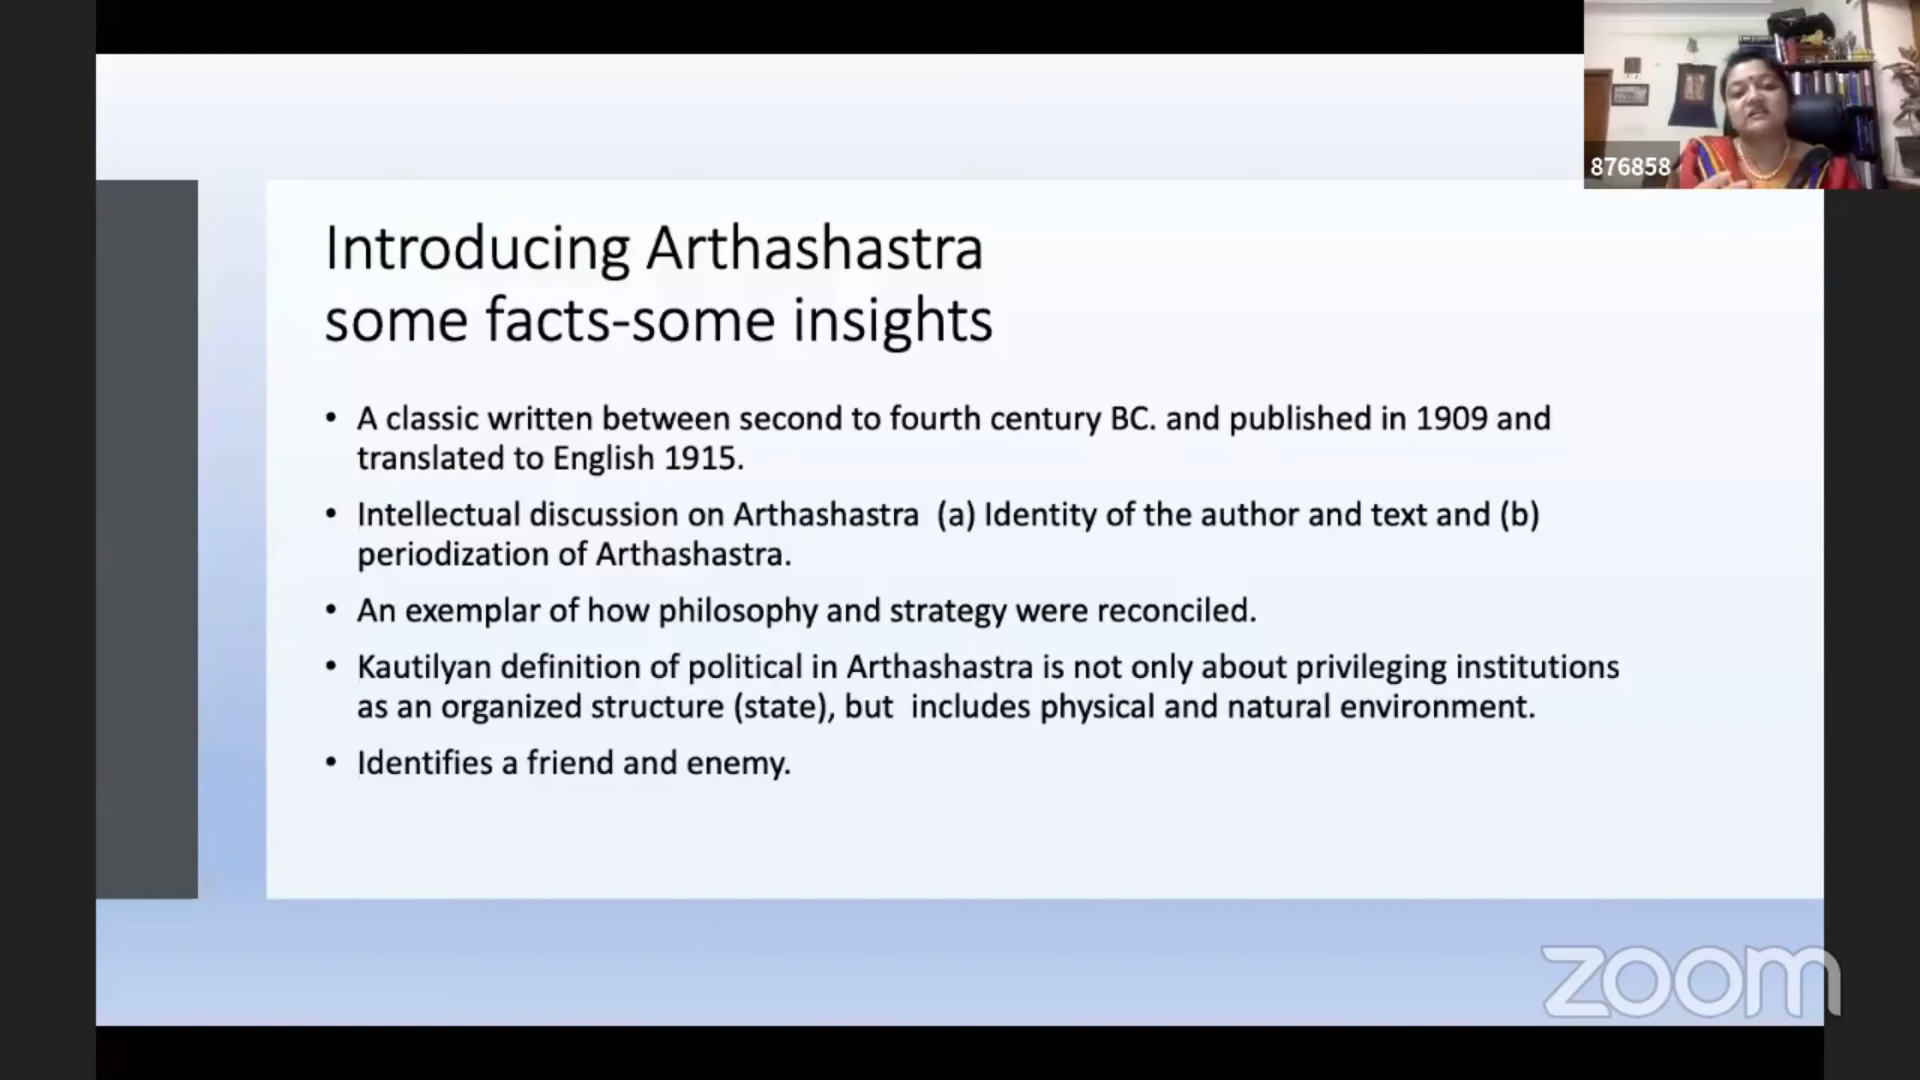 876858
Introducing Arthashastra
some facts-some insights
• A classic written between second to fourth century BC. and published in 1909 and
translated to English 1915.
• Intellectual discussion on Arthashastra (a) Identity of the author and text and (b)
periodization of Arthashastra.
• An exemplar of how philosophy and strategy were reconciled.
• Kautilyan definition of political in Arthashastra is not only about privileging institutions
as an organized structure (state), but includes physical and natural environment.
• Identifies a friend and enemy.
zoom